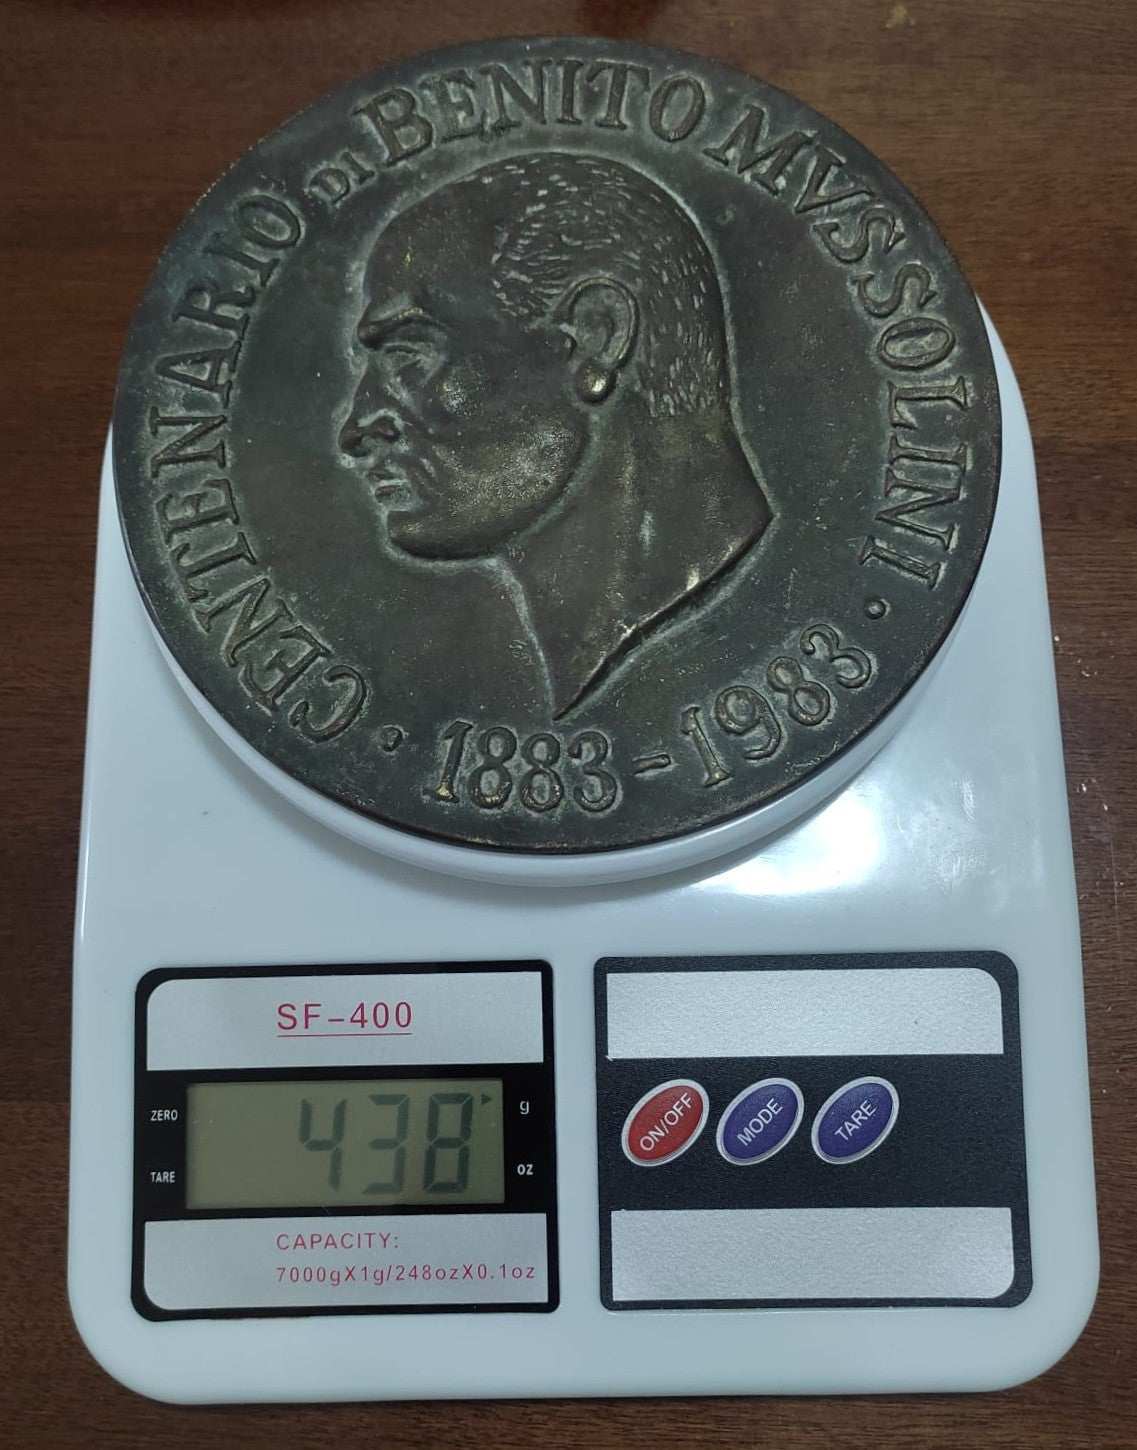 CENTENARIO DI BENITO MVSSOLINI
• 1883-1983 •
SF-400
ZERO
TARE
438
g
oz
CAPACITY:
7000gX1g/248ozX0.1oz
ON/OFF
MODE
TARE